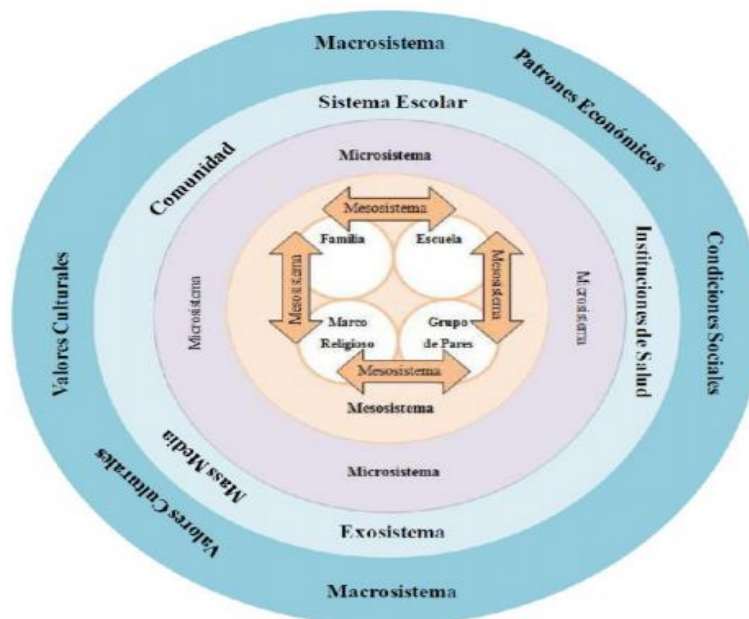 Macrosistema
Patrones Económicos
Sistema Escolar
Comunidad
Microsistema
Mesosistema
Familia
Escuela
Valores Culturales
Microsistema
Mesosistema
Mesosistema
Microsistema
Instituciones de Salud
Condiciones Sociales
Marco
Religioso
Grupo
de Pares
Mesosistema
Mesosistema
Mass Media
Valores Culturales
Microsistema
Exosistema
Macrosistema